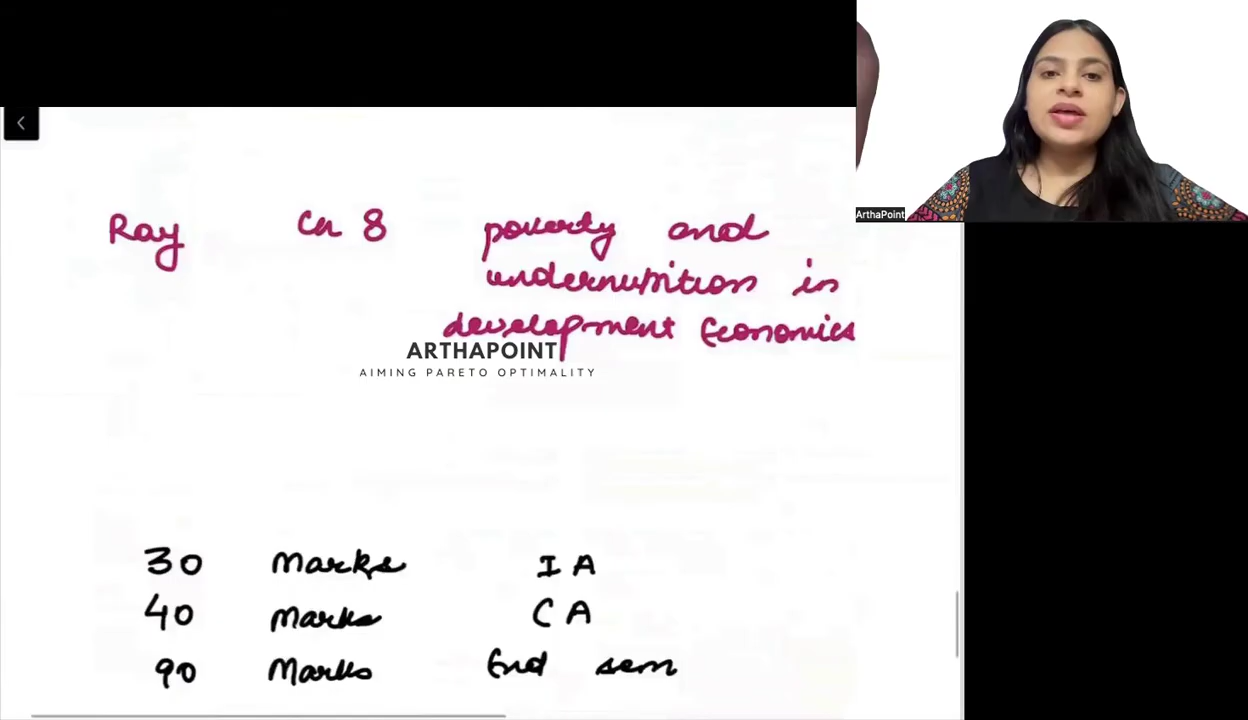 Ray Ch 8 poverty and
undernutrition in
development Economics
ARTHAPOINT
AIMING PARETO OPTIMALITY
30 Marks IA
40 Marks CA
90 Marks End sem
ArthaPoint